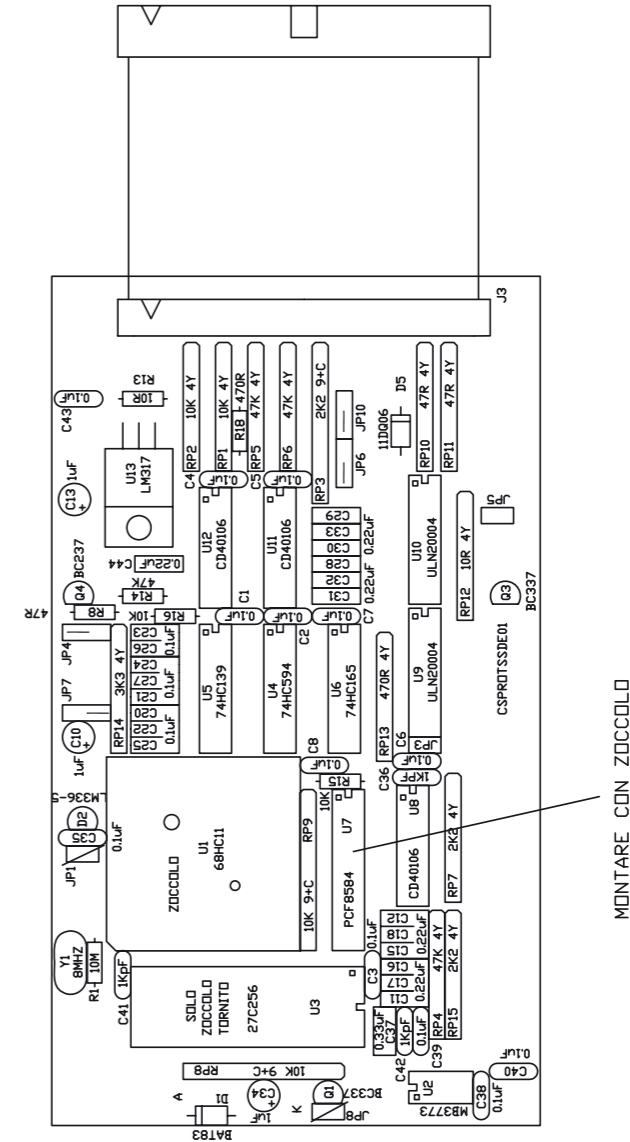 J3
R13
10R
C43
0.1uF
RP2 10K 4Y
RP1 10K 4Y
R18 470R
RP5 47K 4Y
RP6 47K 4Y
RP3 2K2 9+C
JP10
JP6
D5
11DQ06
RP10 47R 4Y
RP11 47R 4Y
U13
LM317
C13 1uF
+
C4
0.1uF
0.1uF
C5
0.1uF
U12
CD40106
U11
CD40106
C29
C33
C30
C28
C32
C31
0.22uF
0.22uF
U10
ULN20004
JP5
RP12 10R 4Y
Q3
BC337
CSPROTSSDE01
C44
0.22uF
Q4
BC237
R14
47K
R8
47R
R16
10K
C1
0.1uF
C2
0.1uF
C7
0.1uF
JP4
JP7
RP14 3K3 4Y
C23
C26
0.1uF
C24
C27
C21
0.1uF
C20
C22
C25
0.1uF
U5
74HC139
U4
74HC594
U6
74HC165
RP13 470R 4Y
U9
ULN20004
JP3
C10
+
1uF
C8
0.1uF
C6
0.1uF
C36
1KPF
R15
10K
LM336-5
D2
C35
0.1uF
JP1
ZOCCOLO
U1
68HC11
10K 9+C RP9
U7
PCF8584
U8
CD40106
RP7 2K2 4Y
MONTARE CON ZOCCOLO
Y1
8MHZ
R1
10M
C41
1KpF
SOLO
ZOCCOLO
TORNITO
27C256
U3
C3
0.1uF
C12
C18
C15
0.22uF
C16
C17
C11
0.22uF
RP4 47K 4Y
RP15 2K2 4Y
0.33uF
C37
C42
1KpF
C39
0.1uF
RP8 10K 9+C
A
D1
BAT83
C34
+
1uF
K
Q1
BC337
JP8
U2
MB3773
C38
0.1uF
C40
0.1uF